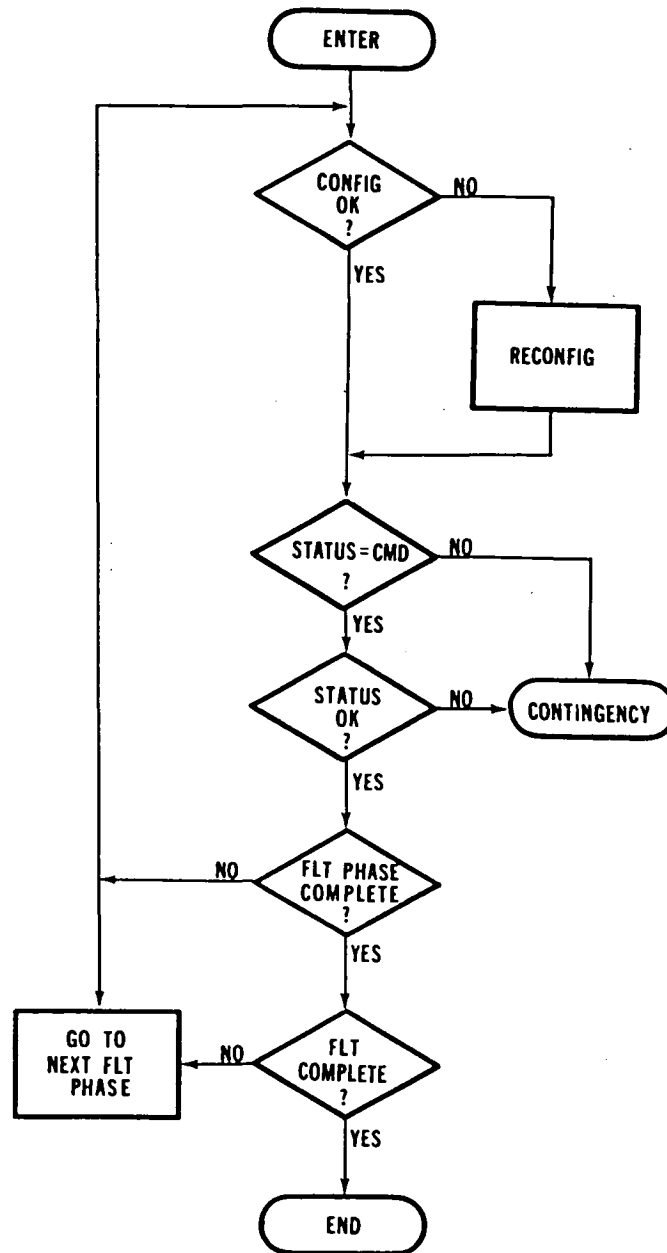 ENTER
CONFIG
OK
?
NO
YES
RECONFIG
STATUS=CMD
?
NO
YES
STATUS
OK
?
NO
CONTINGENCY
YES
FLT PHASE
COMPLETE
?
NO
YES
GO TO
NEXT FLT
PHASE
NO
FLT
COMPLETE
?
YES
END